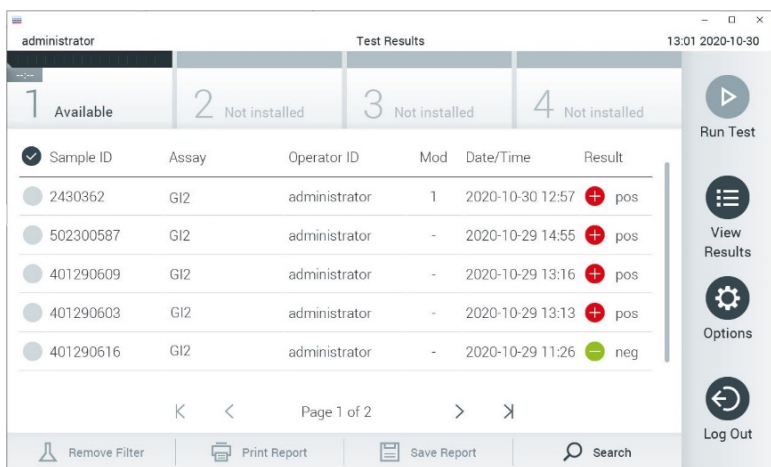 administrator Test Results 13:01 2020-10-30
--:--
1 Available 2 Not installed 3 Not installed 4 Not installed
Run Test
Sample ID Assay Operator ID Mod Date/Time Result
2430362 GI2 administrator 1 2020-10-30 12:57 pos
502300587 GI2 administrator - 2020-10-29 14:55 pos
401290609 GI2 administrator - 2020-10-29 13:16 pos
401290603 GI2 administrator - 2020-10-29 13:13 pos
401290616 GI2 administrator - 2020-10-29 11:26 neg
View
Results
Options
Page 1 of 2
Log Out
Remove Filter Print Report Save Report Search